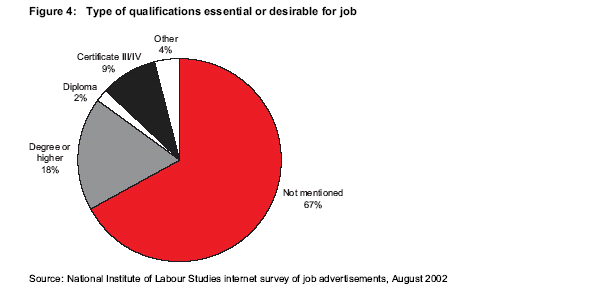 Figure 4: Type of qualifications essential or desirable for job
Other
4%
Certificate III/IV
9%
Diploma
2%
Degree or
higher
18%
Not mentioned
67%
Source: National Institute of Labour Studies internet survey of job advertisements, August 2002